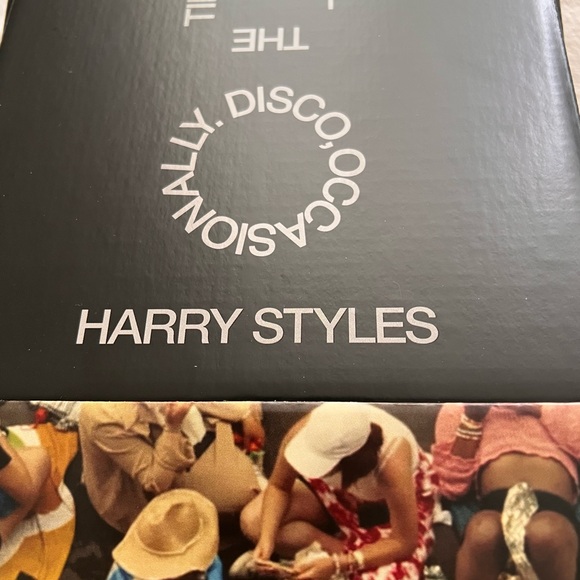 THE
DISCO, OCCASIONALLY.
HARRY STYLES